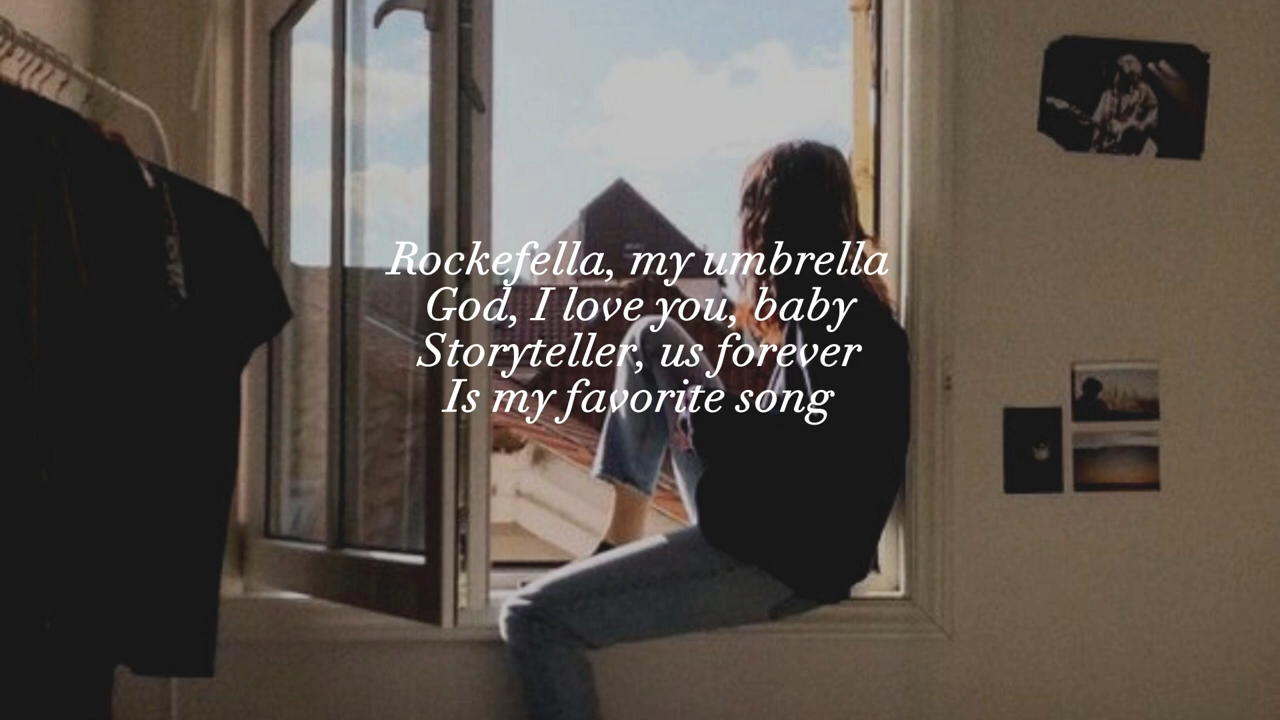 Rockefella, my umbrella
God, I love you, baby
Storyteller, us forever
Is my favorite song